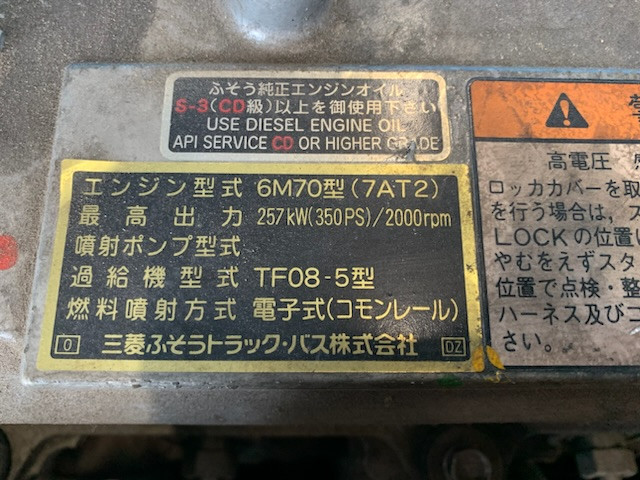 ふそう純正エンジンオイル
S-3(CD級)以上を御使用下さい
USE DIESEL ENGINE OIL
API SERVICE CD OR HIGHER GRADE
エンジン型式 6M70型(7AT2)
最高出力 257kW(350PS)/2000rpm
噴射ポンプ型式
過給機型式 TF08-5型
燃料噴射方式 電子式(コモンレール)
0 三菱ふそうトラック・バス株式会社 DZ
高電圧
ロッカカバーを取
を行う場合は,
LOCKの位置
やむをえずスタ
位置で点検・整
ハーネス及びコ
さい。